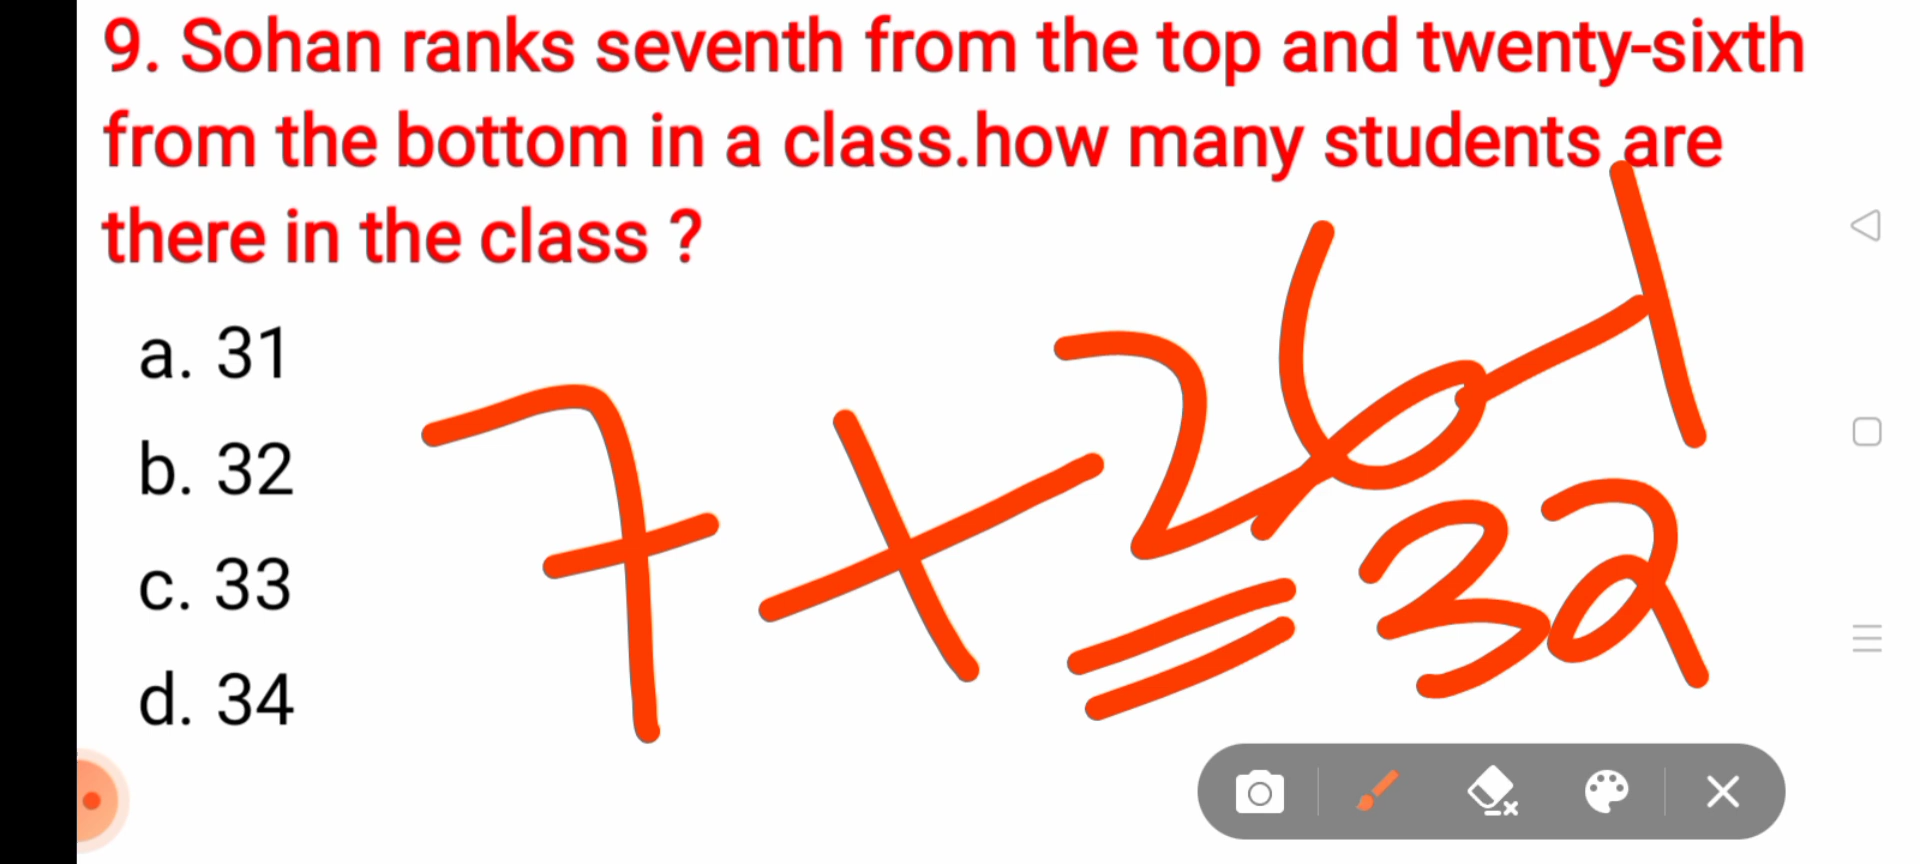 9. Sohan ranks seventh from the top and twenty-sixth
from the bottom in a class.how many students are
there in the class ?
a. 31
b. 32
c. 33
d. 34
7 + 26 - 1
= 32